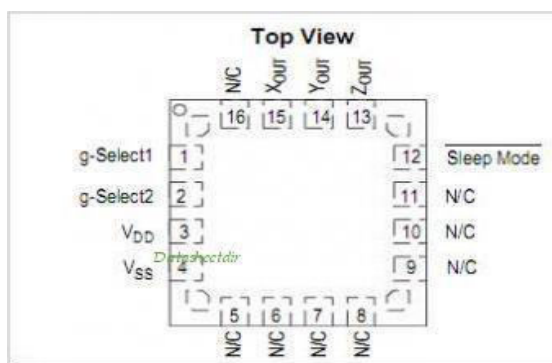 Top View
N/C XOUT YOUT ZOUT
16 15 14 13
g-Select1 1 12 Sleep Mode
g-Select2 2 11 N/C
VDD 3 10 N/C
VSS 4 9 N/C
Datasheetdir
5 6 7 8
N/C N/C N/C N/C